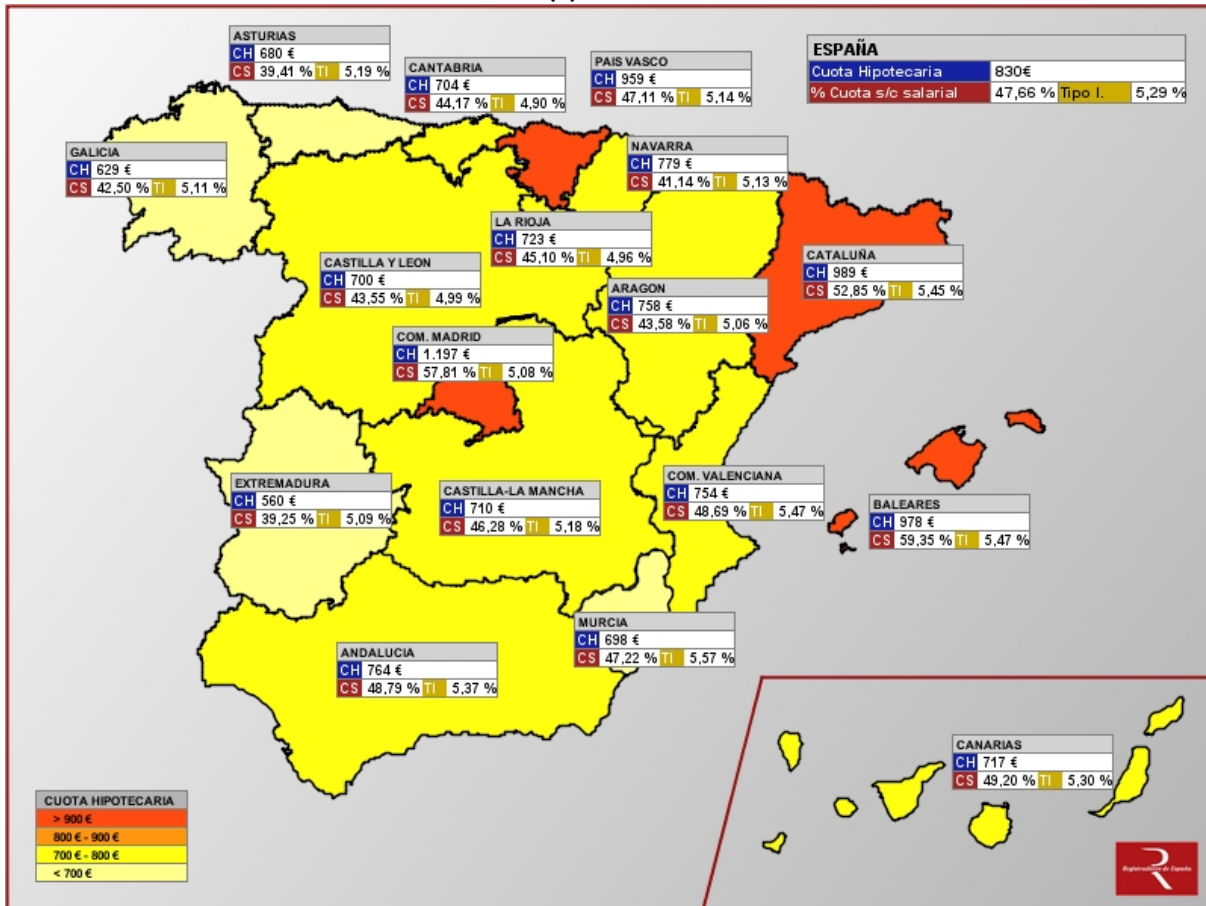 ASTURIAS
CH 680 €
CS 39,41 % TI 5,19 %
CANTABRIA
CH 704 €
CS 44,17 % TI 4,90 %
PAIS VASCO
CH 959 €
CS 47,11 % TI 5,14 %
ESPAÑA
Cuota Hipotecaria 830€
% Cuota s/c salarial 47,66 % Tipo I. 5,29 %
GALICIA
CH 629 €
CS 42,50 % TI 5,11 %
NAVARRA
CH 779 €
CS 41,14 % TI 5,13 %
LA RIOJA
CH 723 €
CS 45,10 % TI 4,96 %
CASTILLA Y LEON
CH 700 €
CS 43,55 % TI 4,99 %
CATALUÑA
CH 989 €
CS 52,85 % TI 5,45 %
ARAGON
CH 758 €
CS 43,58 % TI 5,06 %
COM. MADRID
CH 1.197 €
CS 57,81 % TI 5,08 %
EXTREMADURA
CH 560 €
CS 39,25 % TI 5,09 %
CASTILLA-LA MANCHA
CH 710 €
CS 46,28 % TI 5,18 %
COM. VALENCIANA
CH 754 €
CS 48,69 % TI 5,47 %
BALEARES
CH 978 €
CS 59,35 % TI 5,47 %
MURCIA
CH 698 €
CS 47,22 % TI 5,57 %
ANDALUCIA
CH 764 €
CS 48,79 % TI 5,37 %
CANARIAS
CH 717 €
CS 49,20 % TI 5,30 %
CUOTA HIPOTECARIA
> 900 €
800 € - 900 €
700 € - 800 €
< 700 €
R
Registradores de España